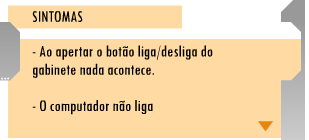 SINTOMAS
- Ao apertar o botão liga/desliga do
gabinete nada acontece.
- O computador não liga